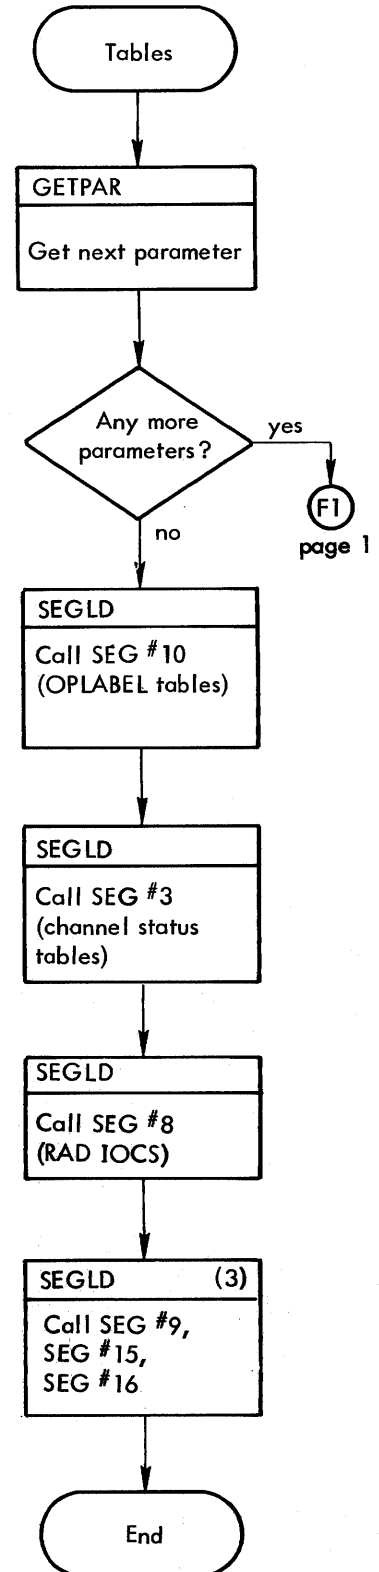 Tables
GETPAR
Get next parameter
Any more
parameters?
yes
F1
page 1
no
SEGLD
Call SEG #10
(OPLABEL tables)
SEGLD
Call SEG #3
(channel status
tables)
SEGLD
Call SEG #8
(RAD IOCS)
SEGLD (3)
Call SEG #9,
SEG #15,
SEG #16
End